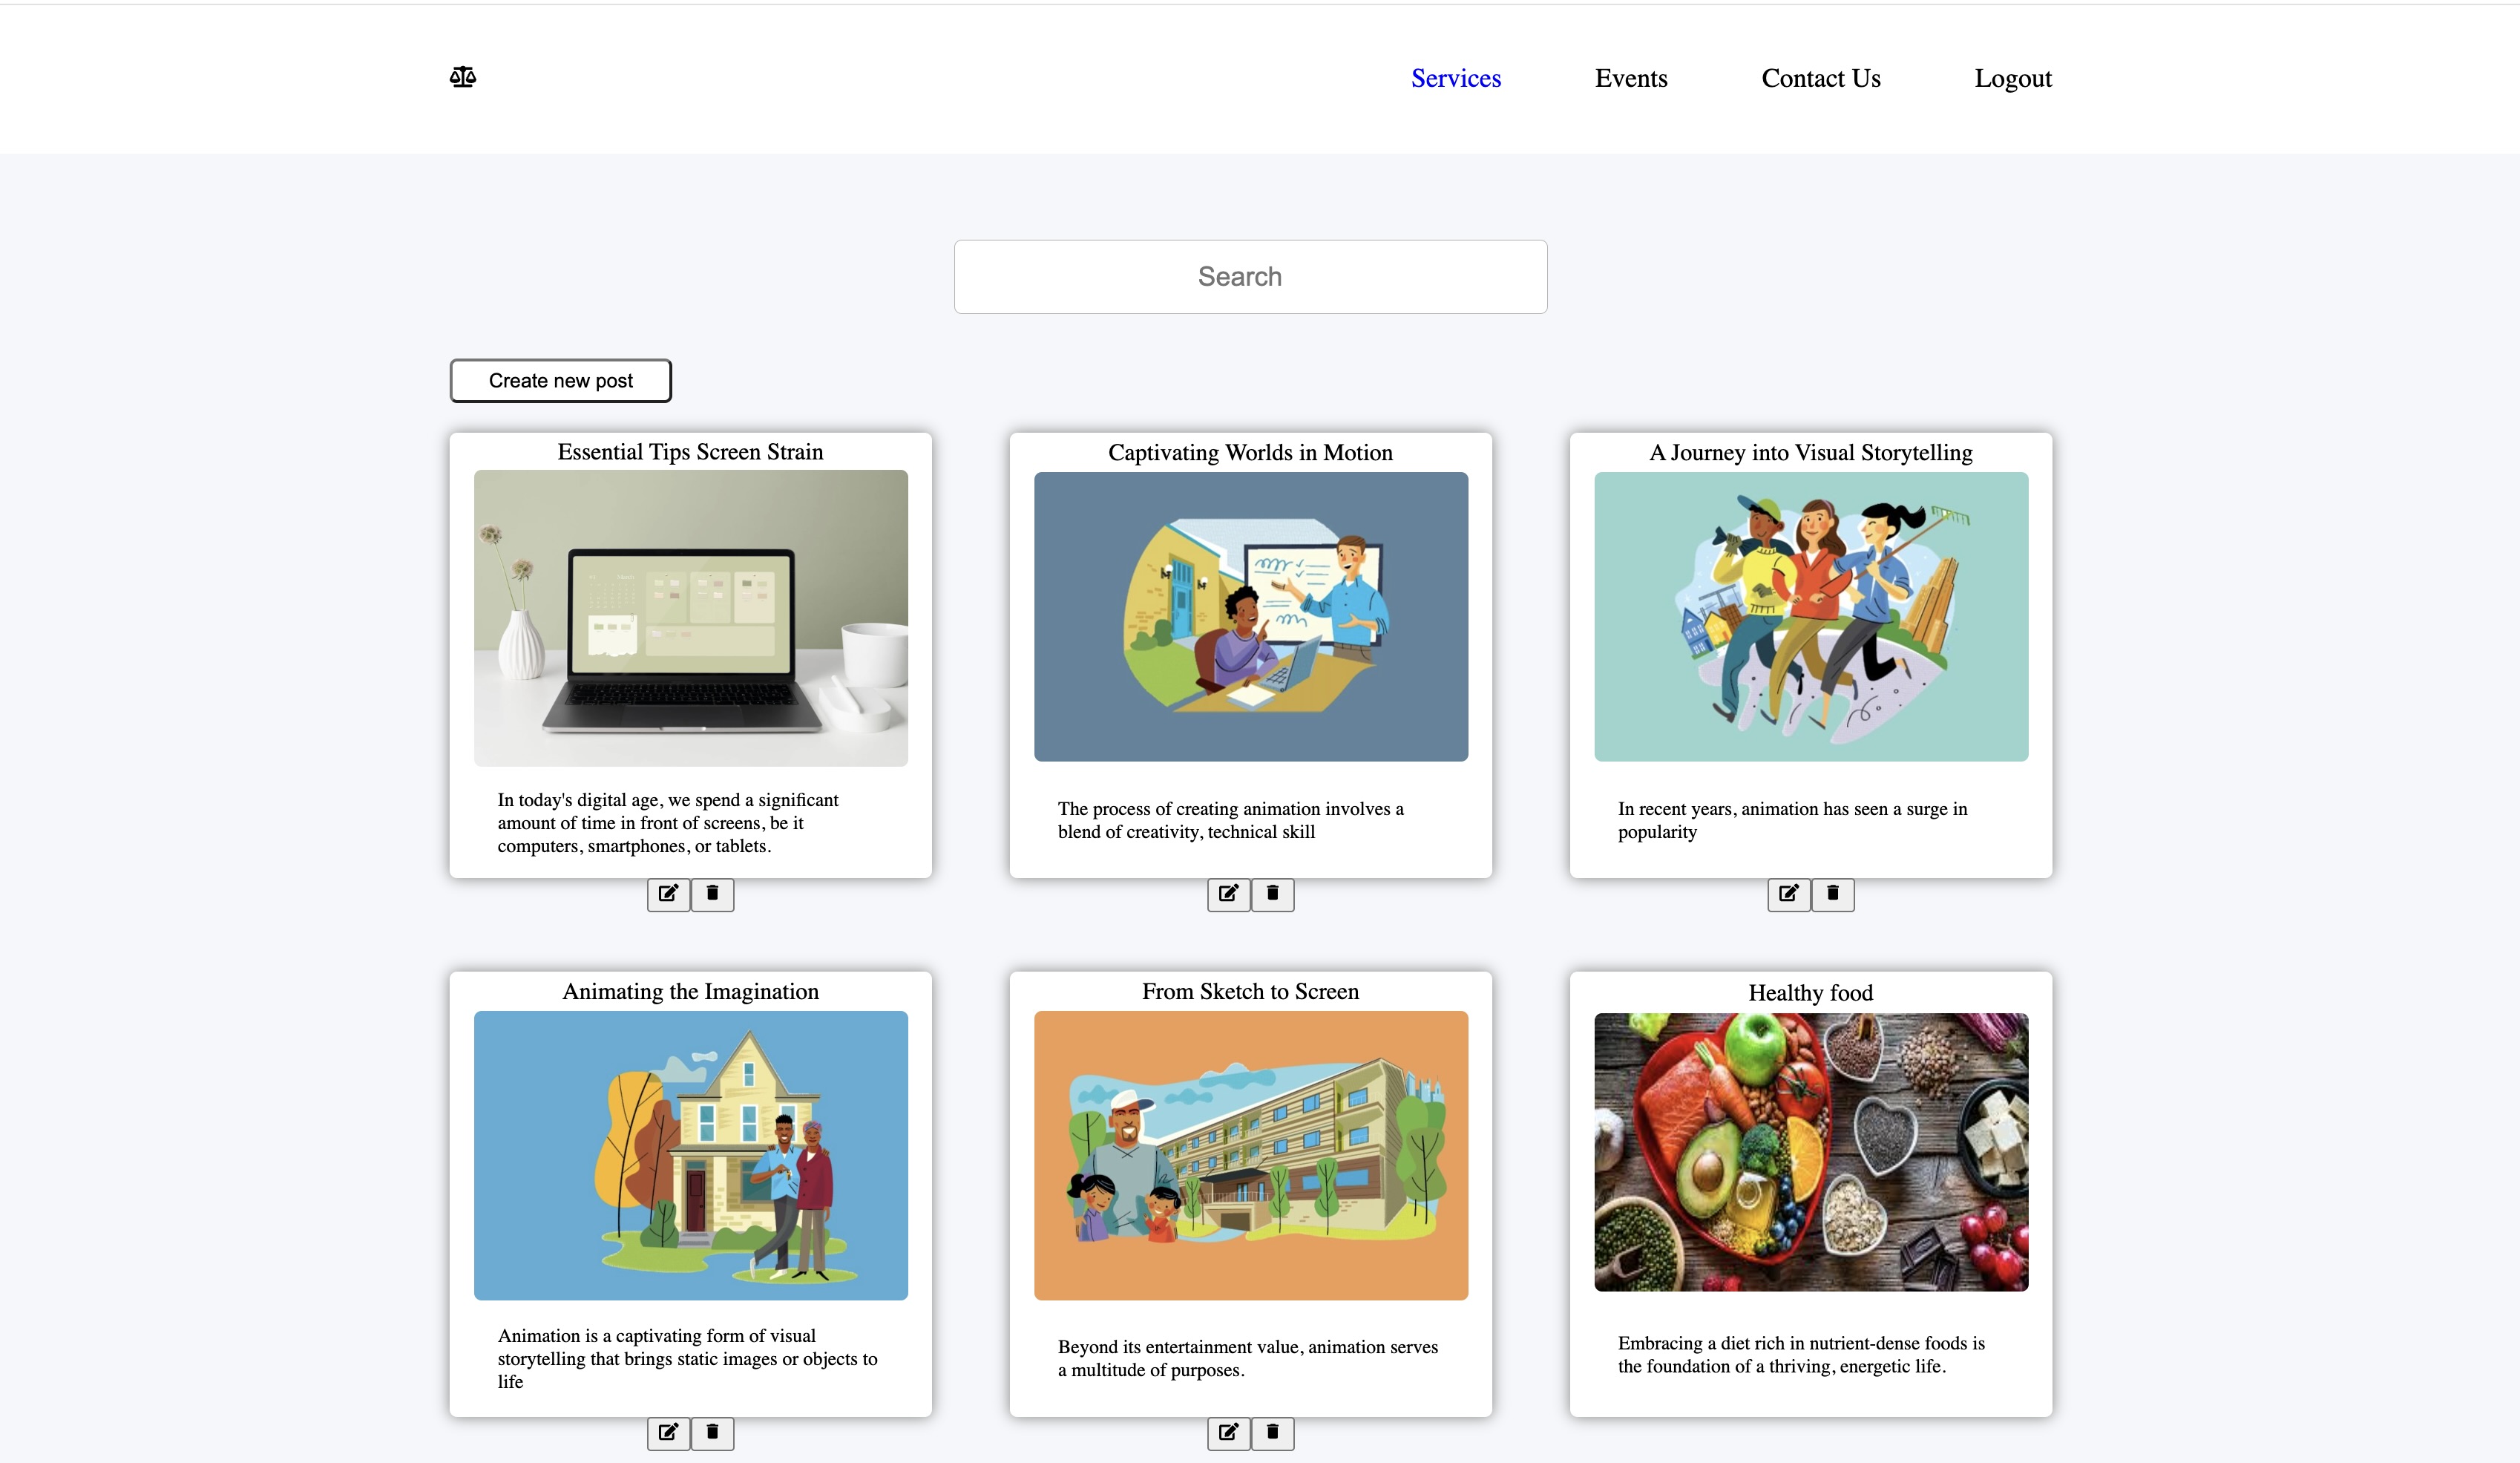 Services Events Contact Us Logout
Search
Create new post
Essential Tips Screen Strain
In today's digital age, we spend a significant
amount of time in front of screens, be it
computers, smartphones, or tablets.
Captivating Worlds in Motion
The process of creating animation involves a
blend of creativity, technical skill
A Journey into Visual Storytelling
In recent years, animation has seen a surge in
popularity
Animating the Imagination
Animation is a captivating form of visual
storytelling that brings static images or objects to
life
From Sketch to Screen
Beyond its entertainment value, animation serves
a multitude of purposes.
Healthy food
Embracing a diet rich in nutrient-dense foods is
the foundation of a thriving, energetic life.